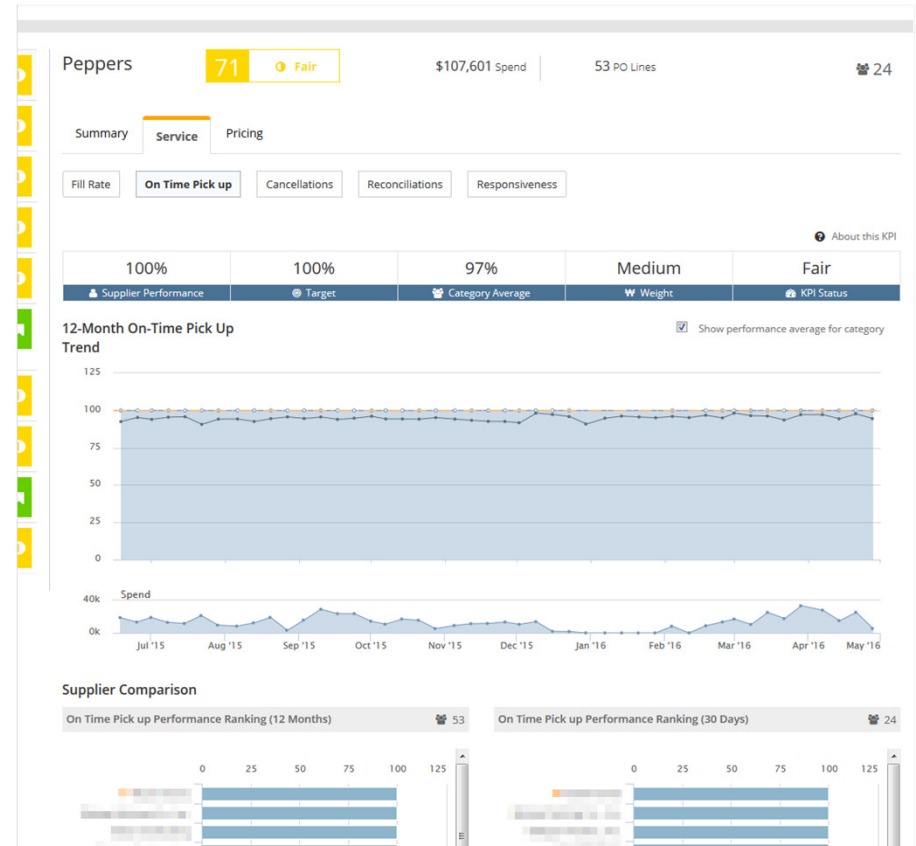 Peppers 71 Fair $107,601 Spend 53 PO Lines 24
Summary Service Pricing
Fill Rate On Time Pick up Cancellations Reconciliations Responsiveness
About this KPI
100% 100% 97% Medium Fair
Supplier Performance Target Category Average Weight KPI Status
12-Month On-Time Pick Up
Trend
Show performance average for category
125
100
75
50
25
0
Spend
40k
0k
Jul '15 Aug '15 Sep '15 Oct '15 Nov '15 Dec '15 Jan '16 Feb '16 Mar '16 Apr '16 May '16
Supplier Comparison
On Time Pick up Performance Ranking (12 Months) 53
On Time Pick up Performance Ranking (30 Days) 24
0 25 50 75 100 125
0 25 50 75 100 125